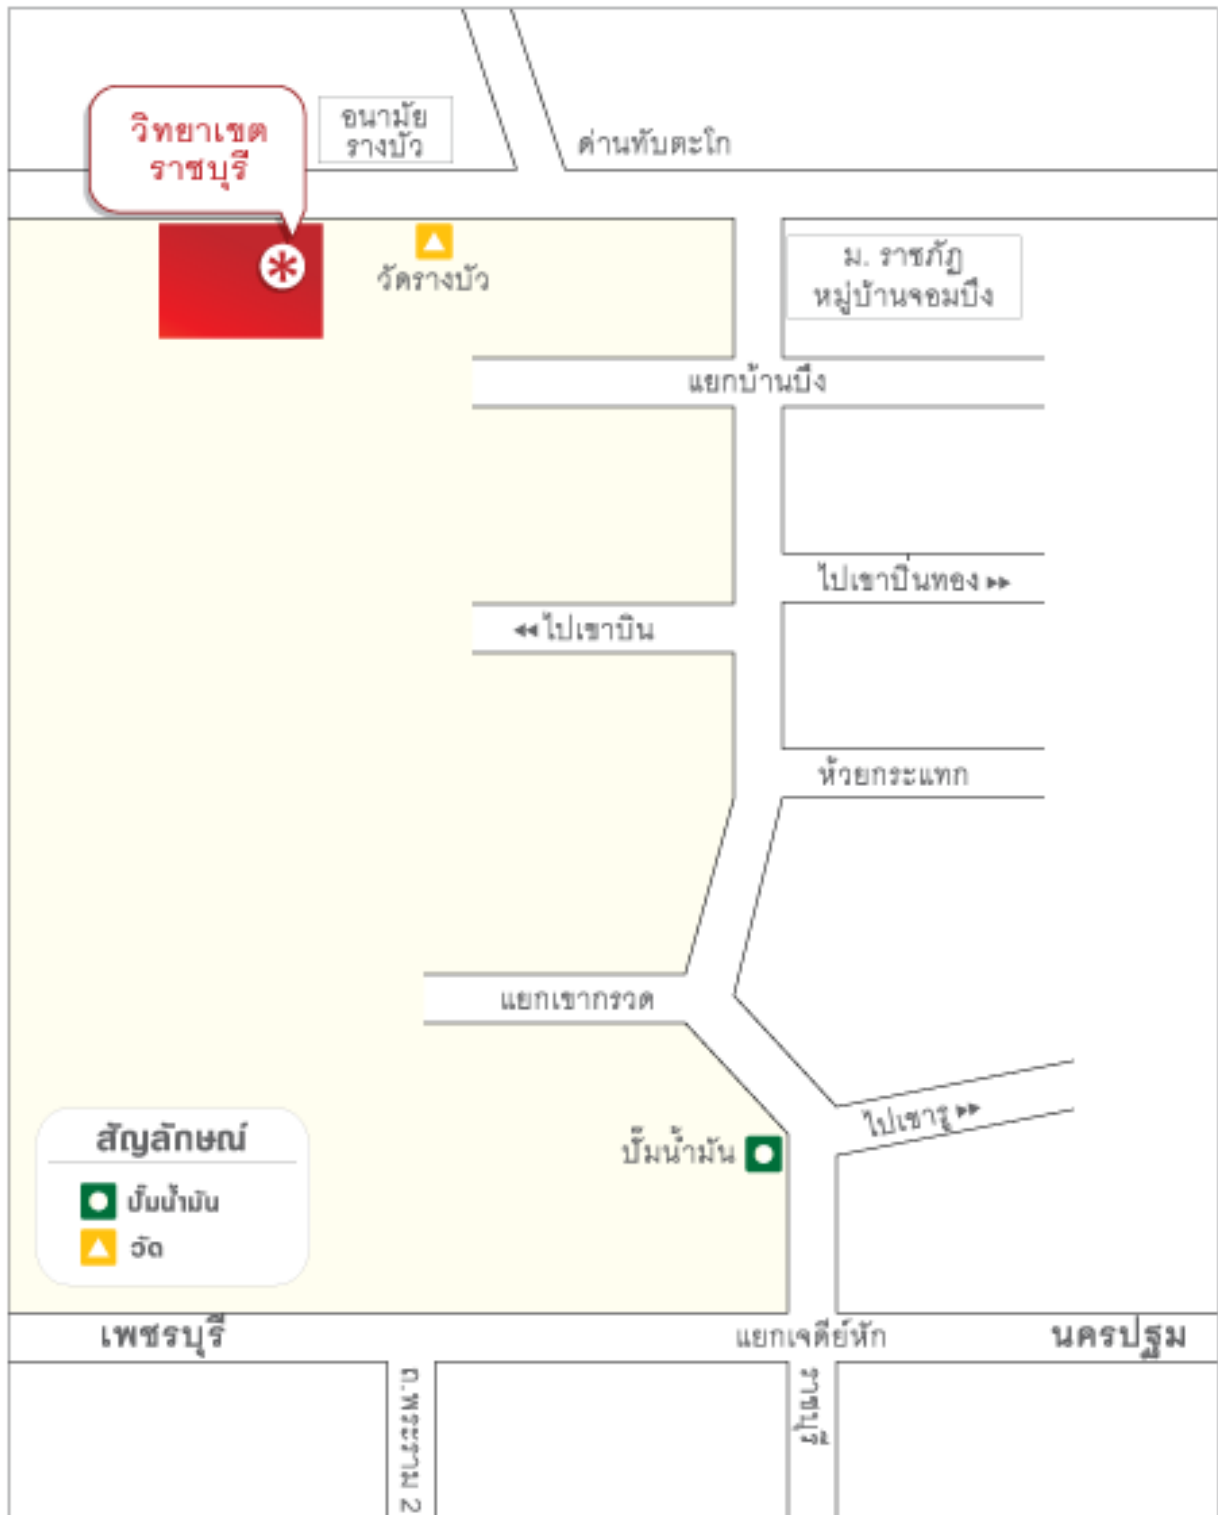 อนามัย
รางบัว
วิทยาเขต
ราชบุรี
ด่านทับตะโก
วัดรางบัว
ม. ราชภัฏ
หมู่บ้านจอมบึง
แยกบ้านบึง
ไปเขาบิ่นทอง
ไปเขาบิน
ห้วยกระแทก
แยกเขากรวด
ไปเขารู
ปั๊มน้ำมัน
สัญลักษณ์
ปั๊มน้ำมัน
วัด
เพชรบุรี
แยกเจดีย์หัก
นครปฐม
ถ.พระราม 2
ราชบุรี